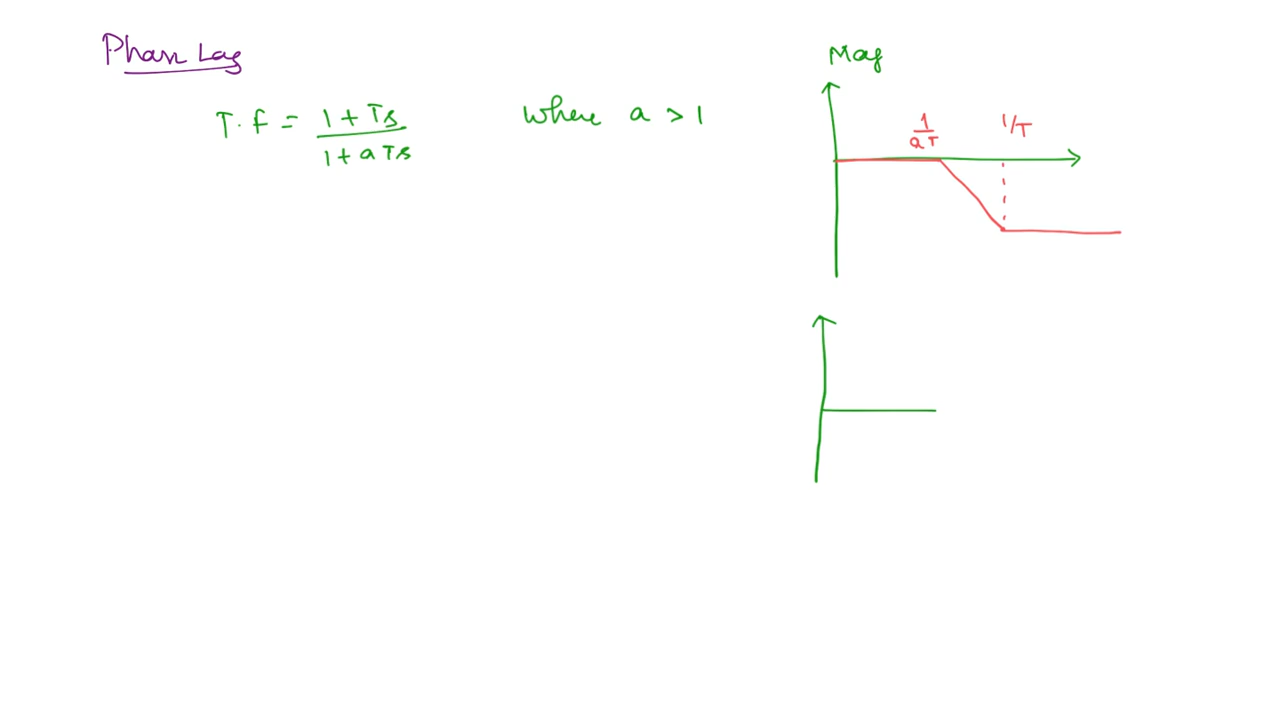 Phase Lag
T.f = 1 + Ts / 1 + aTs where a > 1
Mag
1/aT 1/T